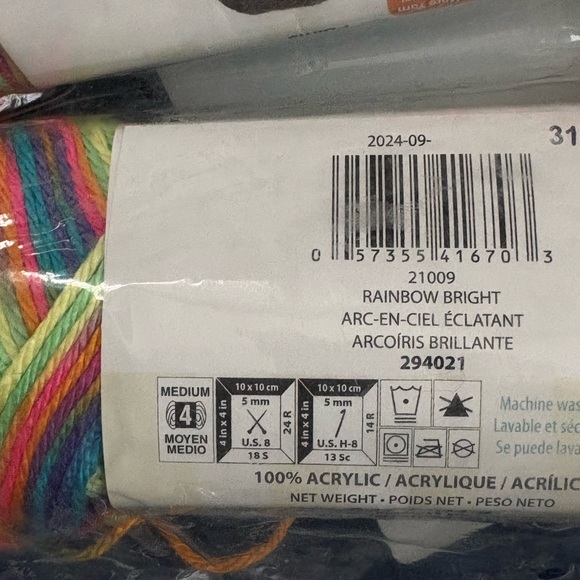 2024-09-
31
0 57355 41670 3
21009
RAINBOW BRIGHT
ARC-EN-CIEL ÉCLATANT
ARCOÍRIS BRILLANTE
294021
MEDIUM
4
MOYEN
MEDIO
10 x 10 cm
4 in x 4 in
5 mm
24 R
U.S. 8
18 S
10 x 10 cm
4 in x 4 in
5 mm
14 R
U.S. H-8
13 Sc
Machine was
Lavable et séc
Se puede lava
100% ACRYLIC / ACRYLIQUE / ACRÍLIC
NET WEIGHT • POIDS NET • PESO NETO